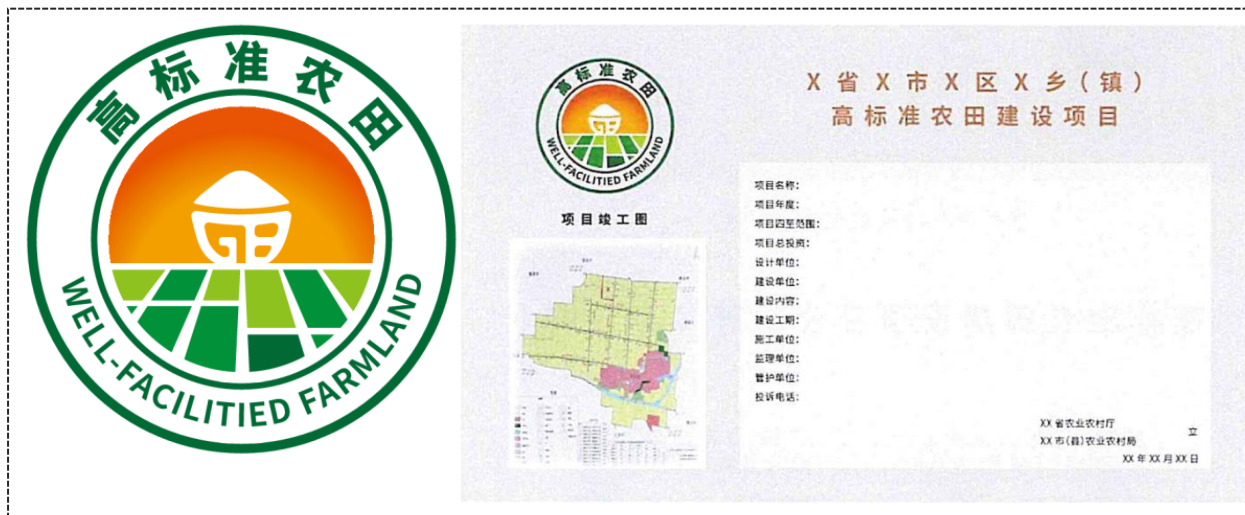 高标准农田
WELL-FACILITIED FARMLAND
高标准农田
WELL-FACILITIED FARMLAND
项目竣工图
X省X市X区X乡(镇)
高标准农田建设项目
项目名称:
项目年度:
项目四至范围:
项目总投资:
设计单位:
建设单位:
建设内容:
建设工期:
施工单位:
监理单位:
管护单位:
投诉电话:
XX省农业农村厅
XX市(县)农业农村局
立
XX年XX月XX日